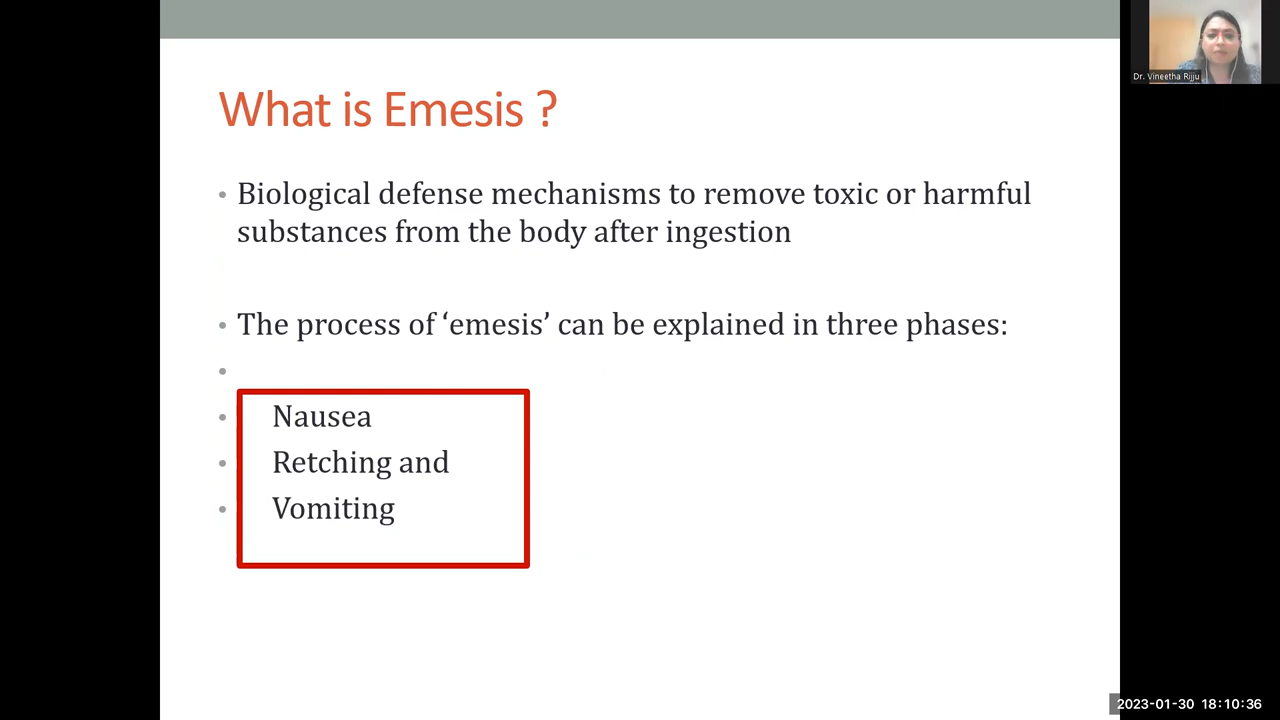 What is Emesis ?
• Biological defense mechanisms to remove toxic or harmful
substances from the body after ingestion
• The process of ‘emesis’ can be explained in three phases:
•
• Nausea
• Retching and
• Vomiting
Dr. Vineetha Rijju
2023-01-30 18:10:36